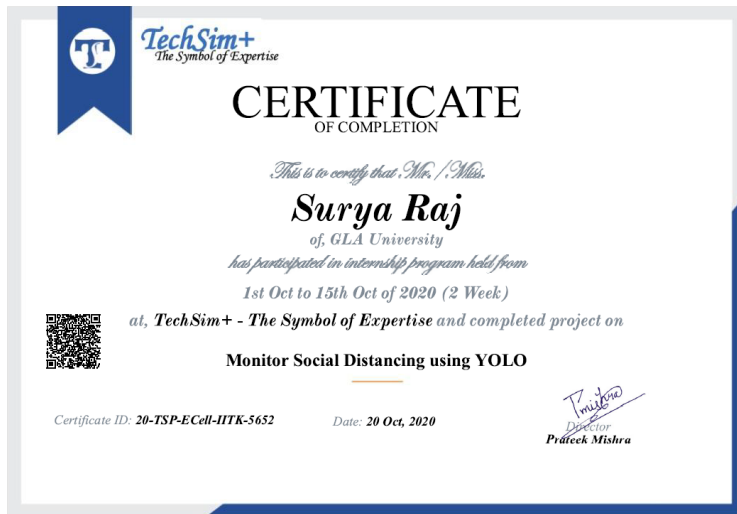 TechSim+
The Symbol of Expertise
CERTIFICATE
OF COMPLETION
This is to certify that Mr. / Miss.
Surya Raj
of, GLA University
has participated in internship program held from
1st Oct to 15th Oct of 2020 (2 Week)
at, TechSim+ - The Symbol of Expertise and completed project on
Monitor Social Distancing using YOLO
Certificate ID: 20-TSP-ECell-IITK-5652
Date: 20 Oct, 2020
Director
Prateek Mishra